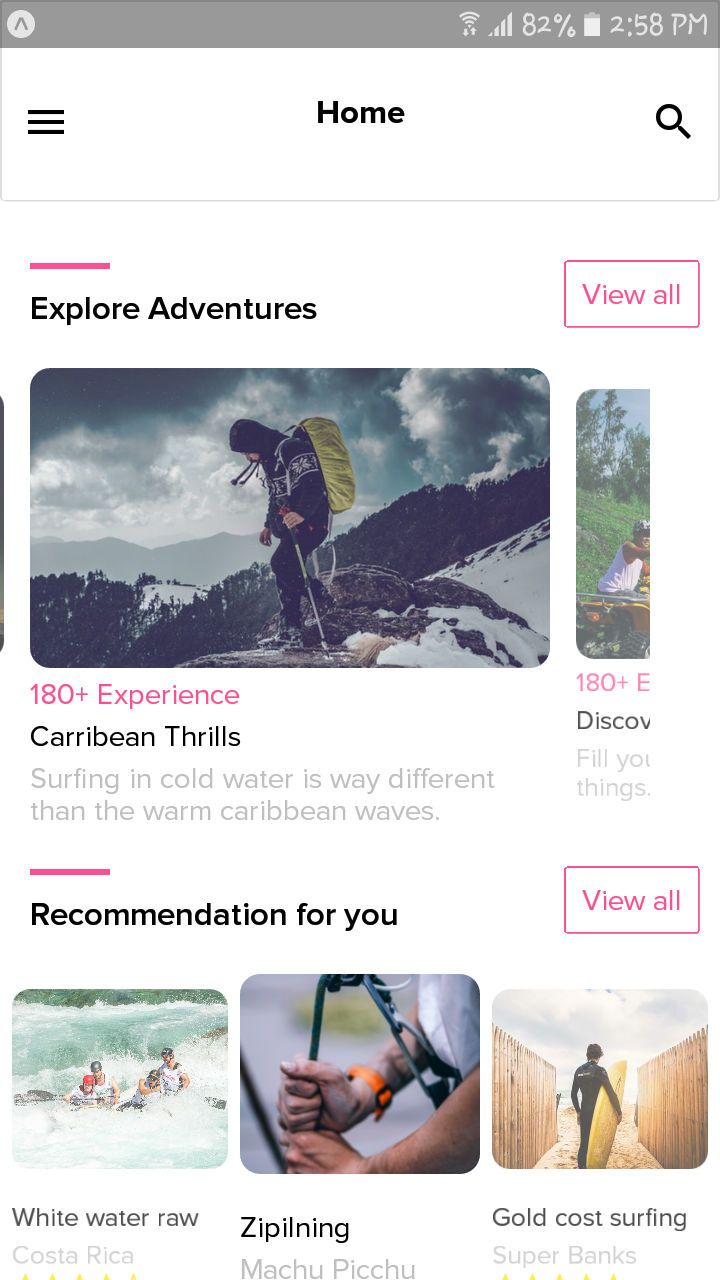 82% 2:58 PM
Home
Explore Adventures
View all
180+ Experience
Carribean Thrills
Surfing in cold water is way different
than the warm caribbean waves.
180+ E
Discov
Fill you
things.
Recommendation for you
View all
White water raw
Costa Rica
Zipilning
Machu Picchu
Gold cost surfing
Super Banks